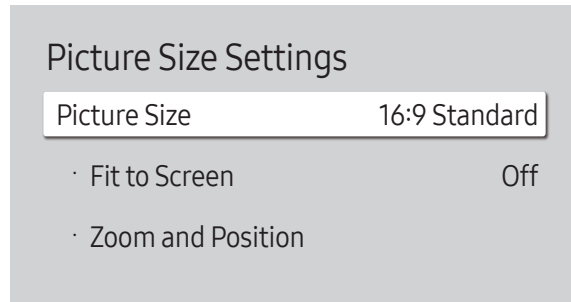 Picture Size Settings
Picture Size 16:9 Standard
· Fit to Screen Off
· Zoom and Position